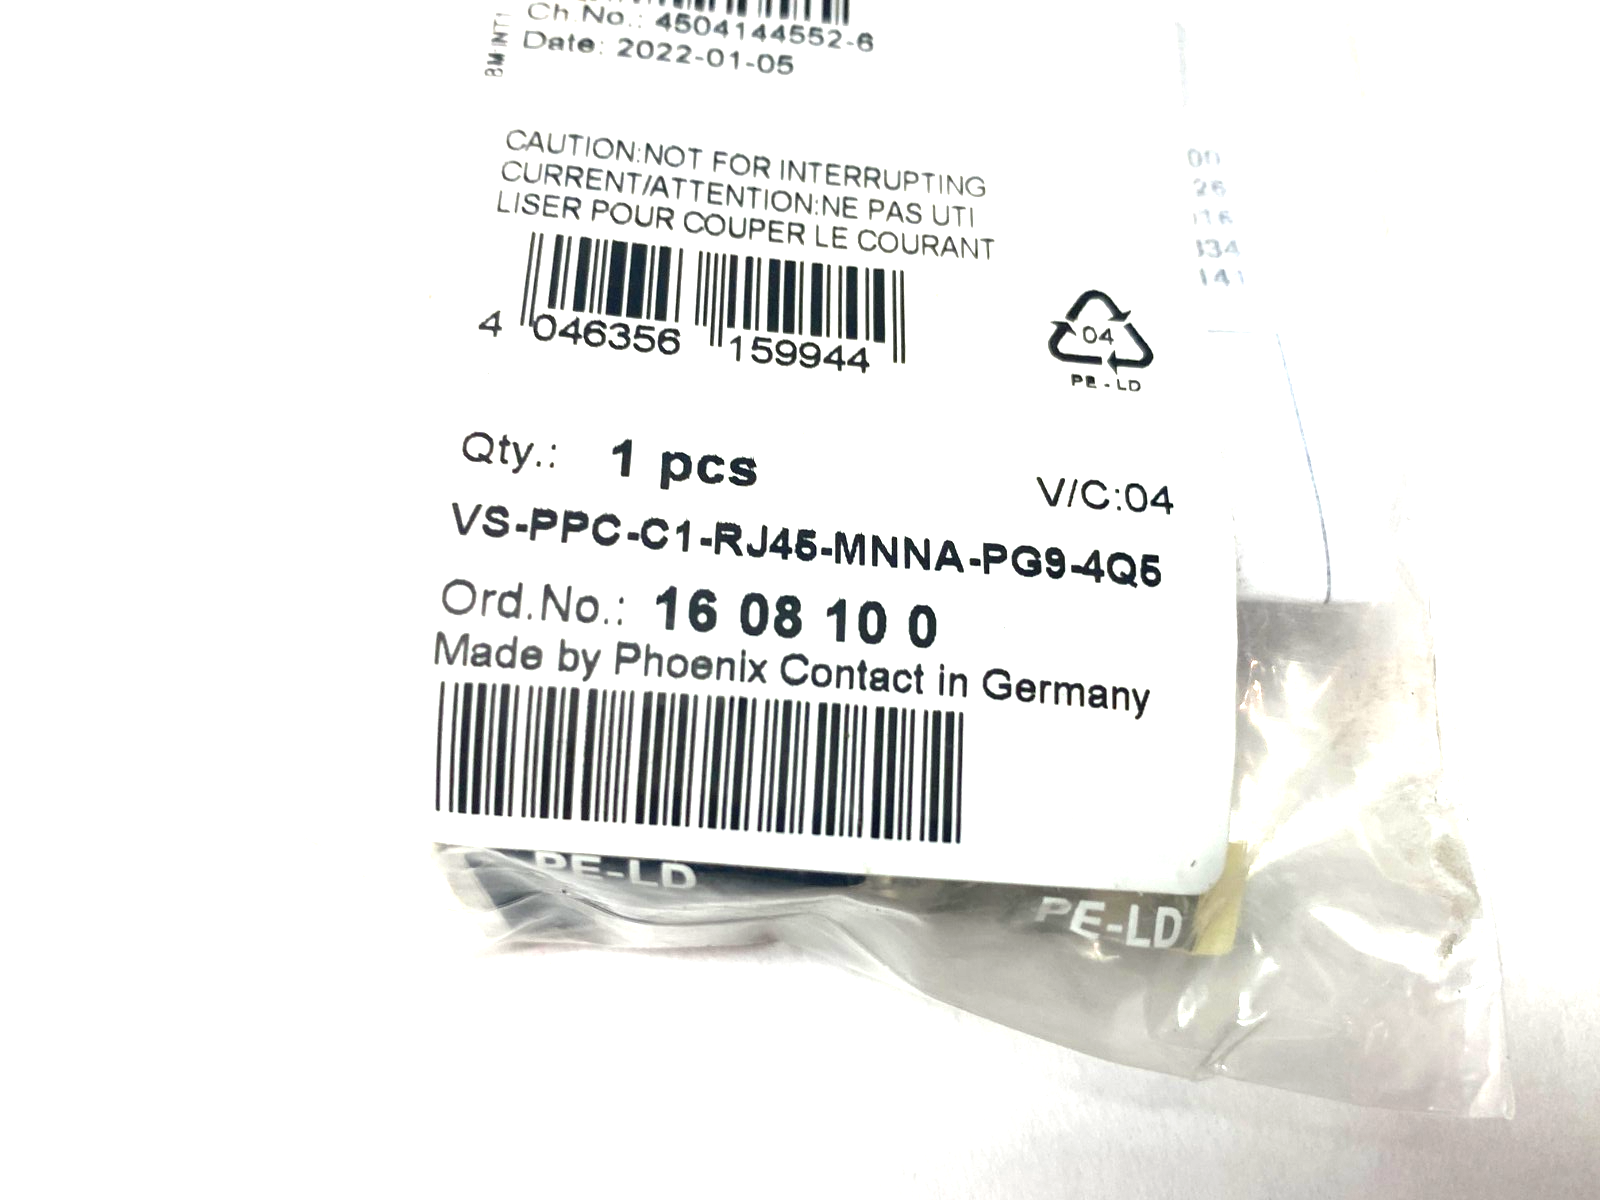 Ch.No.: 4504144552-6
Date: 2022-01-05
CAUTION:NOT FOR INTERRUPTING
CURRENT/ATTENTION:NE PAS UTI
LISER POUR COUPER LE COURANT
4 046356 159944
04
PE-LD
Qty.: 1 pcs
V/C:04
VS-PPC-C1-RJ45-MNNA-PG9-4Q5
Ord.No.: 16 08 10 0
Made by Phoenix Contact in Germany
PE-LD
PE-LD